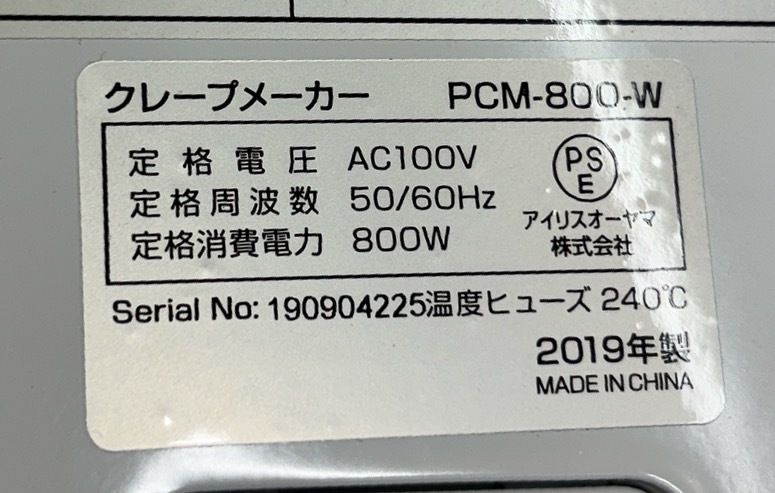 クレープメーカー PCM-800-W
定格電圧 AC100V
定格周波数 50/60Hz
定格消費電力 800W
PS
E
アイリスオーヤマ
株式会社
Serial No: 190904225温度ヒューズ 240℃
2019年製
MADE IN CHINA